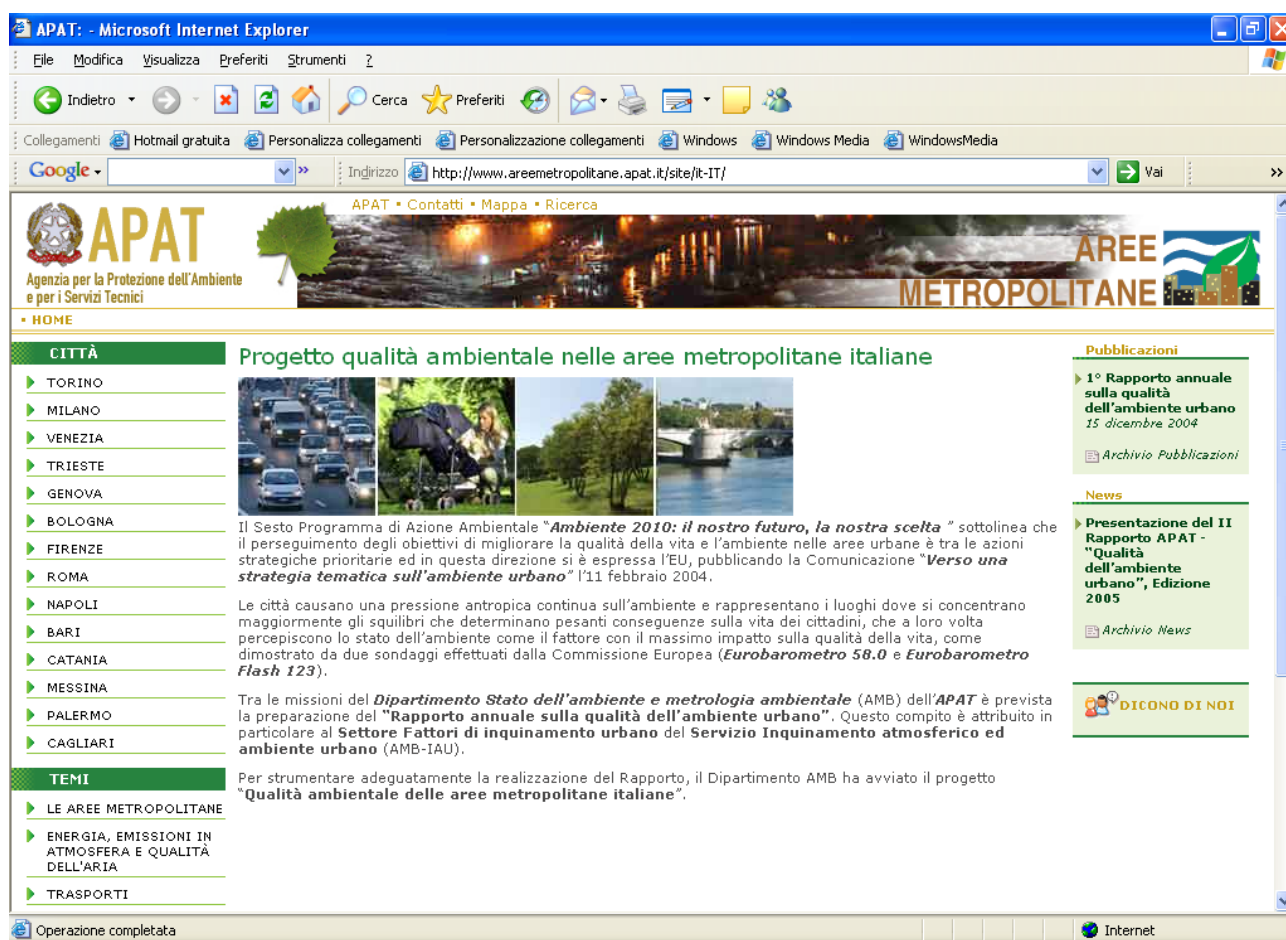 APAT: - Microsoft Internet Explorer
File Modifica Visualizza Preferiti Strumenti ?
Indietro Cerca Preferiti
Collegamenti Hotmail gratuita Personalizza collegamenti Personalizzazione collegamenti Windows Windows Media WindowsMedia
Google Indirizzo http://www.areemetropolitane.apat.it/site/it-IT/ Vai
APAT • Contatti • Mappa • Ricerca
APAT
Agenzia per la Protezione dell'Ambiente
e per i Servizi Tecnici
AREE
METROPOLITANE
• HOME
CITTÀ
TORINO
MILANO
VENEZIA
TRIESTE
GENOVA
BOLOGNA
FIRENZE
ROMA
NAPOLI
BARI
CATANIA
MESSINA
PALERMO
CAGLIARI
TEMI
LE AREE METROPOLITANE
ENERGIA, EMISSIONI IN
ATMOSFERA E QUALITÀ
DELL'ARIA
TRASPORTI
Progetto qualità ambientale nelle aree metropolitane italiane
Il Sesto Programma di Azione Ambientale "Ambiente 2010: il nostro futuro, la nostra scelta " sottolinea che
il perseguimento degli obiettivi di migliorare la qualità della vita e l'ambiente nelle aree urbane è tra le azioni
strategiche prioritarie ed in questa direzione si è espressa l'EU, pubblicando la Comunicazione "Verso una
strategia tematica sull'ambiente urbano" l'11 febbraio 2004.
Le città causano una pressione antropica continua sull'ambiente e rappresentano i luoghi dove si concentrano
maggiormente gli squilibri che determinano pesanti conseguenze sulla vita dei cittadini, che a loro volta
percepiscono lo stato dell'ambiente come il fattore con il massimo impatto sulla qualità della vita, come
dimostrato da due sondaggi effettuati dalla Commissione Europea (Eurobarometro 58.0 e Eurobarometro
Flash 123).
Tra le missioni del Dipartimento Stato dell'ambiente e metrologia ambientale (AMB) dell'APAT è prevista
la preparazione del "Rapporto annuale sulla qualità dell'ambiente urbano". Questo compito è attribuito in
particolare al Settore Fattori di inquinamento urbano del Servizio Inquinamento atmosferico ed
ambiente urbano (AMB-IAU).
Per strumentare adeguatamente la realizzazione del Rapporto, il Dipartimento AMB ha avviato il progetto
"Qualità ambientale delle aree metropolitane italiane".
Pubblicazioni
1° Rapporto annuale
sulla qualità
dell'ambiente urbano
15 dicembre 2004
Archivio Pubblicazioni
News
Presentazione del II
Rapporto APAT -
"Qualità
dell'ambiente
urbano", Edizione
2005
Archivio News
DICONO DI NOI
Operazione completata Internet